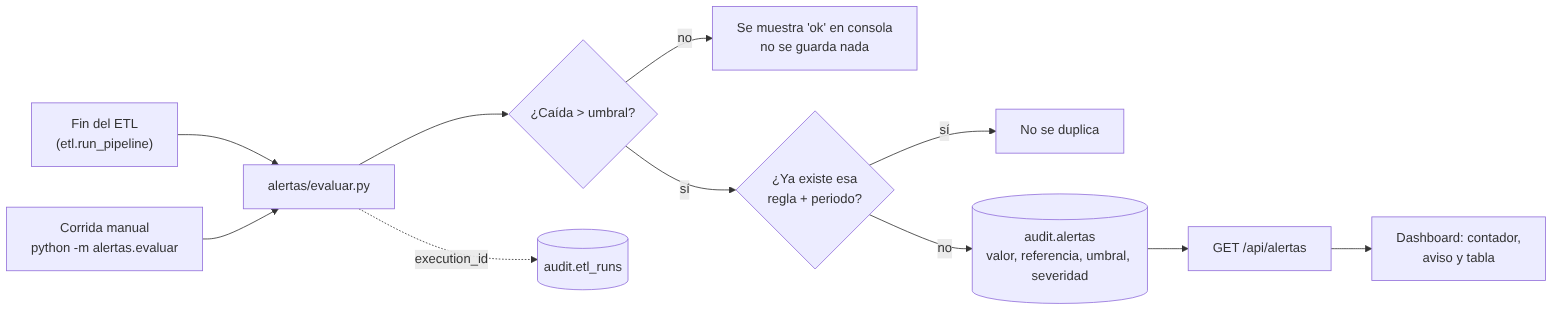 Fin del ETL
(etl.run_pipeline)
Corrida manual
python -m alertas.evaluar
alertas/evaluar.py
execution_id
audit.etl_runs
¿Caída > umbral?
no
Se muestra 'ok' en consola
no se guarda nada
sí
¿Ya existe esa
regla + periodo?
sí
No se duplica
no
audit.alertas
valor, referencia, umbral,
severidad
GET /api/alertas
Dashboard: contador,
aviso y tabla